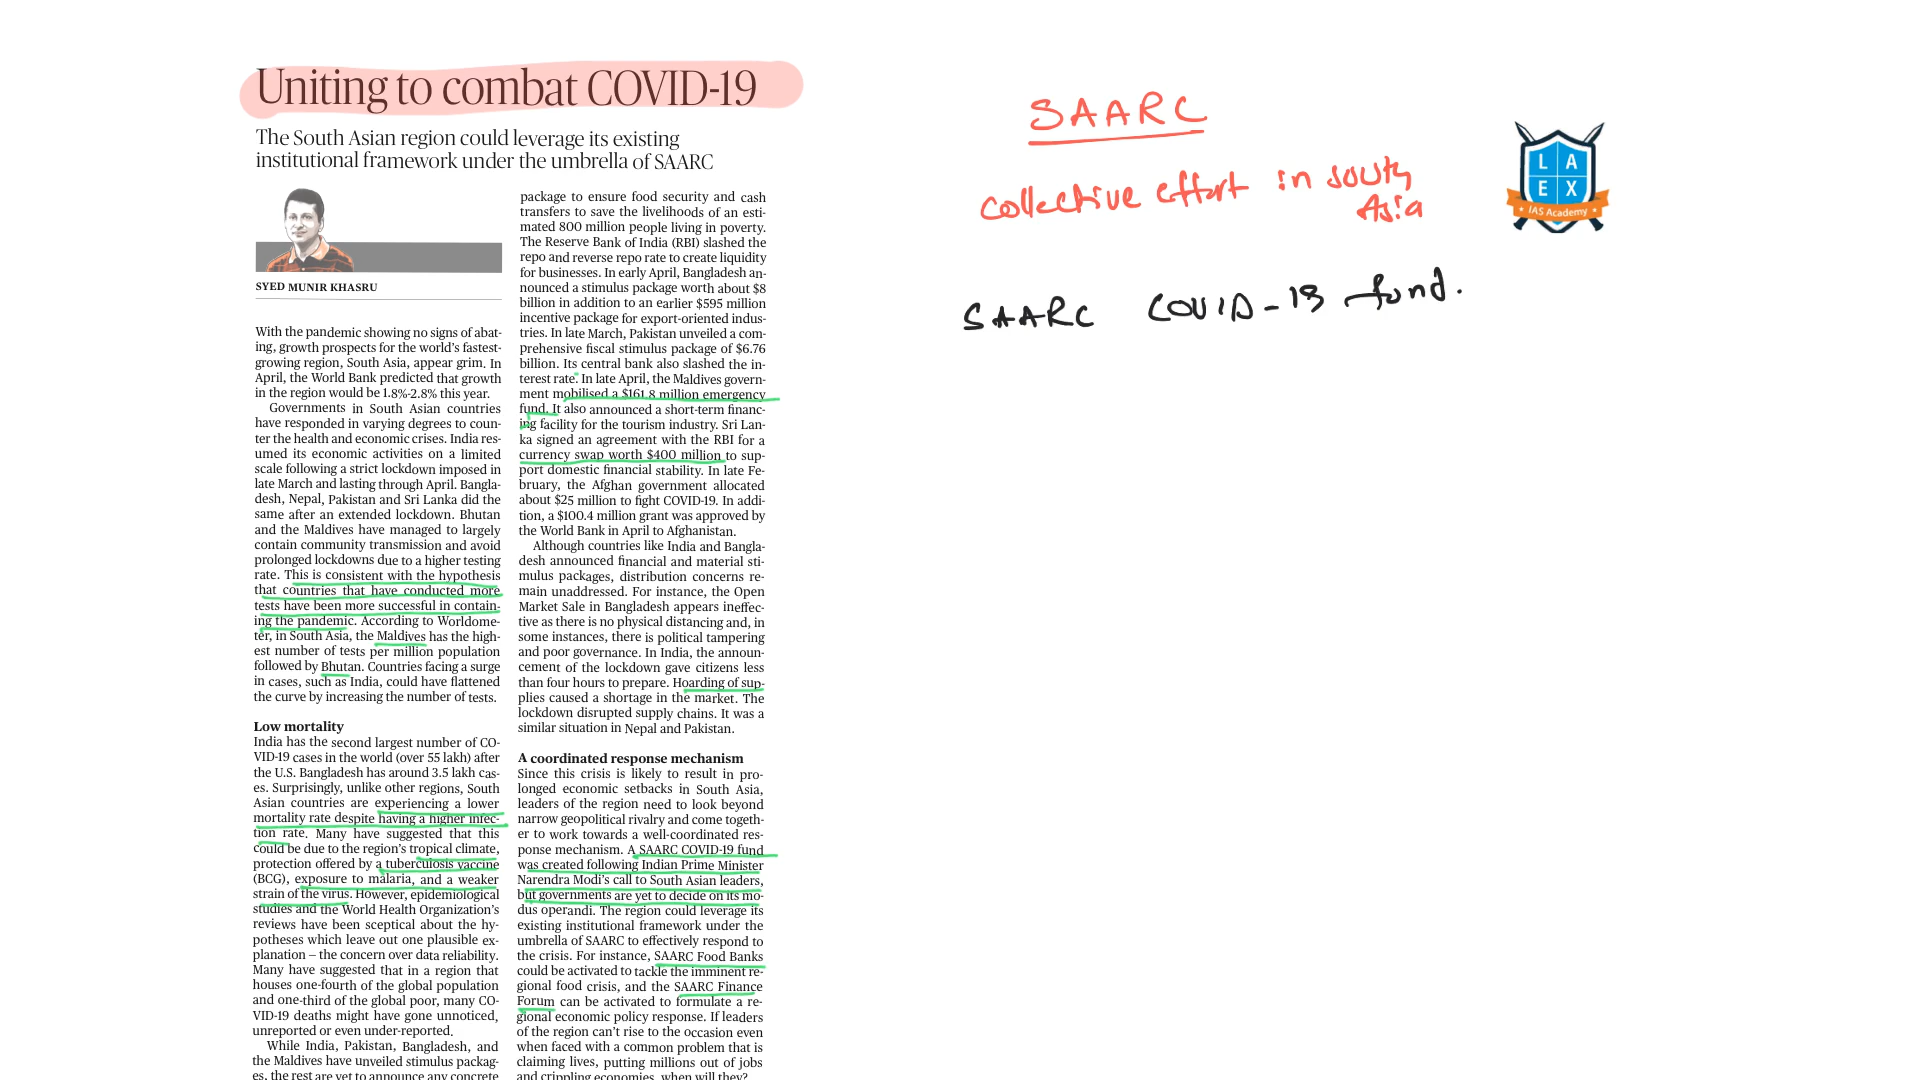 Uniting to combat COVID-19
The South Asian region could leverage its existing
institutional framework under the umbrella of SAARC
SYED MUNIR KHASRU
With the pandemic showing no signs of abat-
ing, growth prospects for the world's fastest-
growing region, South Asia, appear grim. In
April, the World Bank predicted that growth
in the region would be 1.8%-2.8% this year.
Governments in South Asian countries
have responded in varying degrees to coun-
ter the health and economic crises. India res-
umed its economic activities on a limited
scale following a strict lockdown imposed in
late March and lasting through April. Bangla-
desh, Nepal, Pakistan and Sri Lanka did the
same after an extended lockdown. Bhutan
and the Maldives have managed to largely
contain community transmission and avoid
prolonged lockdowns due to a higher testing
rate. This is consistent with the hypothesis
that countries that have conducted more
tests have been more successful in contain-
ing the pandemic. According to Worldome-
ter, in South Asia, the Maldives has the high-
est number of tests per million population
followed by Bhutan. Countries facing a surge
in cases, such as India, could have flattened
the curve by increasing the number of tests.
Low mortality
India has the second largest number of CO-
VID-19 cases in the world (over 55 lakh) after
the U.S. Bangladesh has around 3.5 lakh cas-
es. Surprisingly, unlike other regions, South
Asian countries are experiencing a lower
mortality rate despite having a higher infec-
tion rate. Many have suggested that this
could be due to the region's tropical climate,
protection offered by a tuberculosis vaccine
(BCG), exposure to malaria, and a weaker
strain of the virus. However, epidemiological
studies and the World Health Organization's
reviews have been sceptical about the hy-
potheses which leave out one plausible ex-
planation – the concern over data reliability.
Many have suggested that in a region that
houses one-fourth of the global population
and one-third of the global poor, many CO-
VID-19 deaths might have gone unnoticed,
unreported or even under-reported.
While India, Pakistan, Bangladesh, and
the Maldives have unveiled stimulus packag-
es, the rest are yet to announce any concrete
package to ensure food security and cash
transfers to save the livelihoods of an esti-
mated 800 million people living in poverty.
The Reserve Bank of India (RBI) slashed the
repo and reverse repo rate to create liquidity
for businesses. In early April, Bangladesh an-
nounced a stimulus package worth about $8
billion in addition to an earlier $595 million
incentive package for export-oriented indus-
tries. In late March, Pakistan unveiled a com-
prehensive fiscal stimulus package of $6.76
billion. Its central bank also slashed the in-
terest rate. In late April, the Maldives govern-
ment mobilised a $161.8 million emergency
fund. It also announced a short-term financ-
ing facility for the tourism industry. Sri Lan-
ka signed an agreement with the RBI for a
currency swap worth $400 million to sup-
port domestic financial stability. In late Fe-
bruary, the Afghan government allocated
about $25 million to fight COVID-19. In addi-
tion, a $100.4 million grant was approved by
the World Bank in April to Afghanistan.
Although countries like India and Bangla-
desh announced financial and material sti-
mulus packages, distribution concerns re-
main unaddressed. For instance, the Open
Market Sale in Bangladesh appears ineffec-
tive as there is no physical distancing and, in
some instances, there is political tampering
and poor governance. In India, the announ-
cement of the lockdown gave citizens less
than four hours to prepare. Hoarding of sup-
plies caused a shortage in the market. The
lockdown disrupted supply chains. It was a
similar situation in Nepal and Pakistan.
A coordinated response mechanism
Since this crisis is likely to result in pro-
longed economic setbacks in South Asia,
leaders of the region need to look beyond
narrow geopolitical rivalry and come togeth-
er to work towards a well-coordinated res-
ponse mechanism. A SAARC COVID-19 fund
was created following Indian Prime Minister
Narendra Modi's call to South Asian leaders,
but governments are yet to decide on its mo-
dus operandi. The region could leverage its
existing institutional framework under the
umbrella of SAARC to effectively respond to
the crisis. For instance, SAARC Food Banks
could be activated to tackle the imminent re-
gional food crisis, and the SAARC Finance
Forum can be activated to formulate a re-
gional economic policy response. If leaders
of the region can't rise to the occasion even
when faced with a common problem that is
claiming lives, putting millions out of jobs
and crippling economies, when will they?
SAARC
collective effort in south
Asia
SAARC COVID-19 fund.
L A
E X
IAS Academy